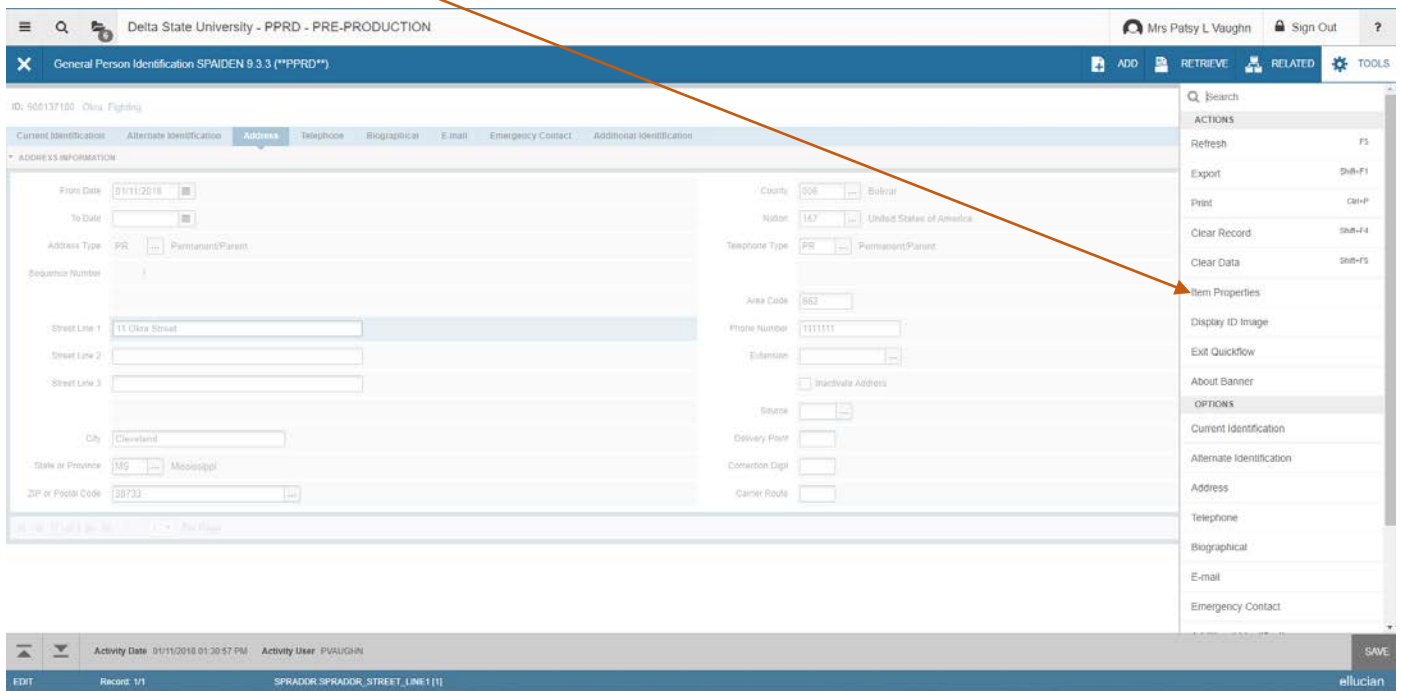 Delta State University - PPRD - PRE-PRODUCTION
Mrs Patsy L Vaughn Sign Out ?
General Person Identification SPAIDEN 9.3.3 (**PPRD**)
ADD RETRIEVE RELATED TOOLS
ID: 900137100 Okra, Fighting
Current Identification Alternate Identification Address Telephone Biographical E-mail Emergency Contact Additional Identification
ADDRESS INFORMATION
From Date 01/11/2018
To Date
Address Type PR ... Permanent/Parent
Sequence Number 1
Street Line 1 11 Okra Street
Street Line 2
Street Line 3
City Cleveland
State or Province MS ... Mississippi
ZIP or Postal Code 38733 ...
County 006 ... Bolivar
Nation 157 ... United States of America
Telephone Type PR ... Permanent/Parent
Area Code 662
Phone Number 1111111
Extension ...
Inactivate Address
Source ...
Delivery Point
Correction Digit
Carrier Route
Per Page
Search
ACTIONS
Refresh F5
Export Shift+F1
Print Ctrl+P
Clear Record Shift+F4
Clear Data Shift+F5
Item Properties
Display ID Image
Exit Quickflow
About Banner
OPTIONS
Current Identification
Alternate Identification
Address
Telephone
Biographical
E-mail
Emergency Contact
Activity Date 01/11/2018 01:30:57 PM Activity User PVAUGHN
SAVE
EDIT Record: 1/1 SPRADDR.SPRADDR_STREET_LINE1 [1] ellucian